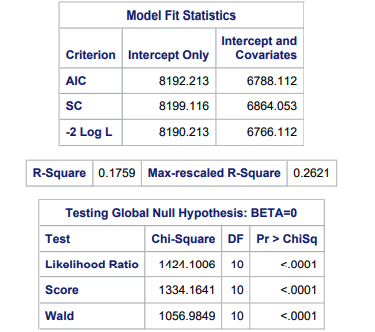 Model Fit Statistics
Criterion Intercept Only Intercept and Covariates
AIC 8192.213 6788.112
SC 8199.116 6864.053
-2 Log L 8190.213 6766.112
R-Square 0.1759 Max-rescaled R-Square 0.2621
Testing Global Null Hypothesis: BETA=0
Test Chi-Square DF Pr > ChiSq
Likelihood Ratio 1424.1006 10 <.0001
Score 1334.1641 10 <.0001
Wald 1056.9849 10 <.0001